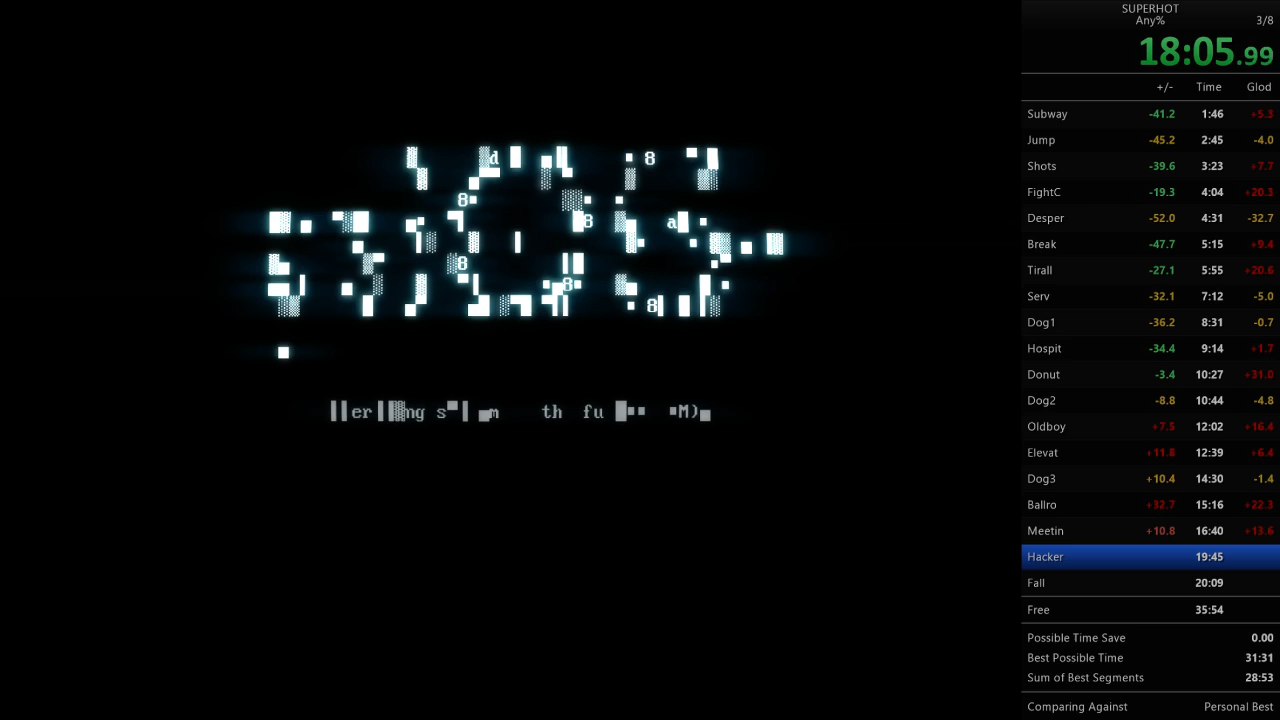 SUPERHOT
Any% 3/8
18:05.99
+/- Time Glod
Subway -41.2 1:46 +5.3
Jump -45.2 2:45 -4.0
Shots -39.6 3:23 +7.7
FightC -19.3 4:04 +20.3
Desper -52.0 4:31 -32.7
Break -47.7 5:15 +9.4
Tirall -27.1 5:55 +20.6
Serv -32.1 7:12 -5.0
Dog1 -36.2 8:31 -0.7
Hospit -34.4 9:14 +1.7
Donut -3.4 10:27 +31.0
Dog2 -8.8 10:44 -4.8
Oldboy +7.5 12:02 +16.4
Elevat +11.8 12:39 +6.4
Dog3 +10.4 14:30 -1.4
Ballro +32.7 15:16 +22.3
Meetin +10.8 16:40 +13.6
Hacker 19:45
Fall 20:09
Free 35:54
Possible Time Save 0.00
Best Possible Time 31:31
Sum of Best Segments 28:53
Comparing Against Personal Best